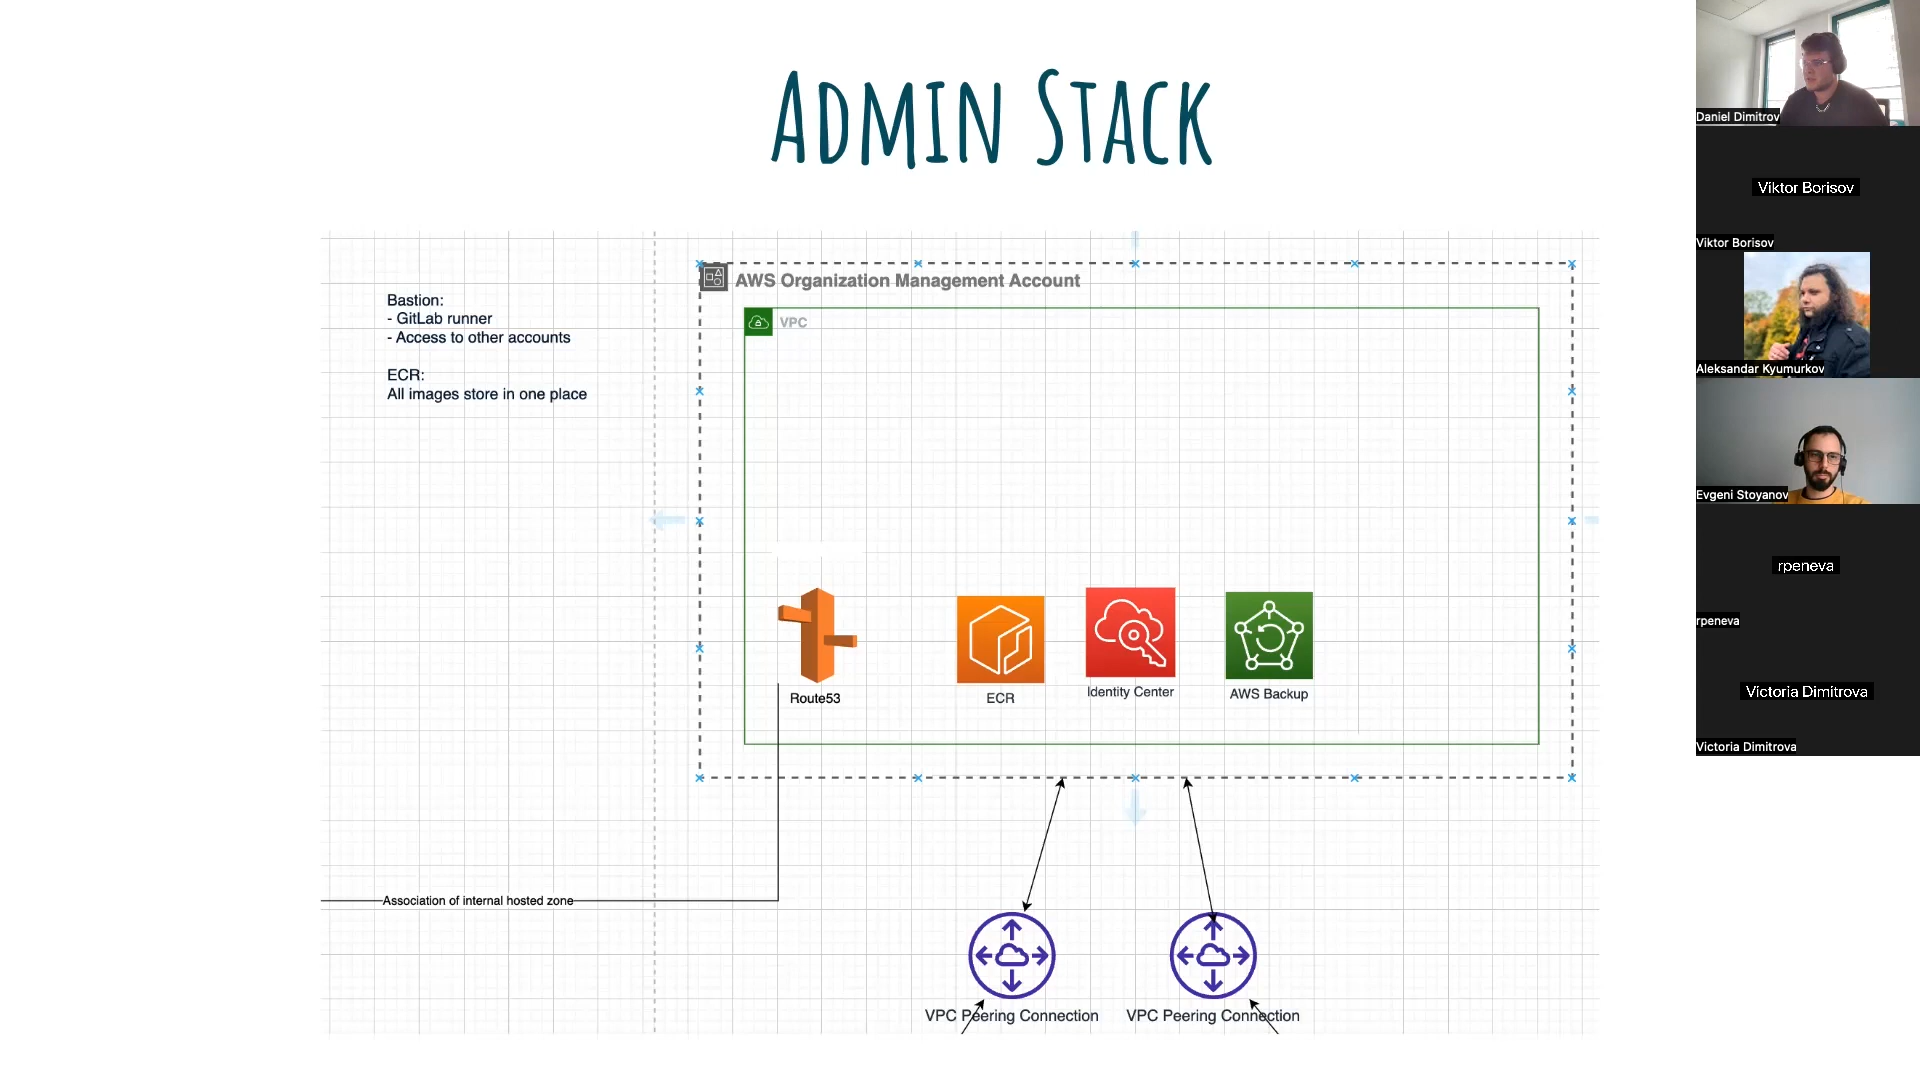 Admin Stack
Bastion:
- GitLab runner
- Access to other accounts
ECR:
All images store in one place
AWS Organization Management Account
VPC
Route53
ECR
Identity Center
AWS Backup
Association of internal hosted zone
VPC Peering Connection
VPC Peering Connection
Daniel Dimitrov
Viktor Borisov
Viktor Borisov
Aleksandar Kyumurkov
Evgeni Stoyanov
rpeneva
rpeneva
Victoria Dimitrova
Victoria Dimitrova